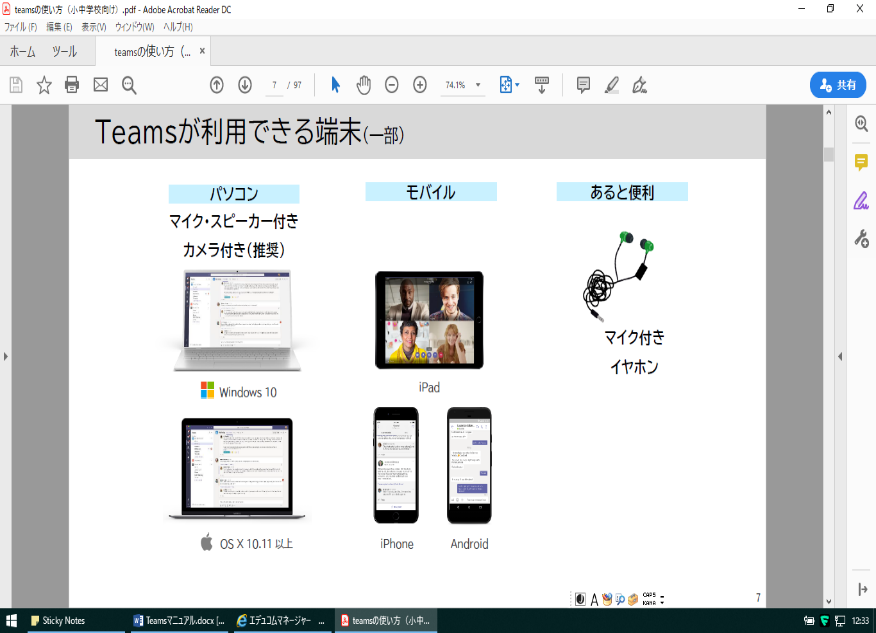 teamsの使い方（小中学校向け）.pdf - Adobe Acrobat Reader DC
ファイル(F) 編集(E) 表示(V) ウィンドウ(W) ヘルプ(H)
ホーム ツール teamsの使い方（... ×
7 / 97 74.1% 共有
Teamsが利用できる端末(一部)
パソコン モバイル あると便利
マイク・スピーカー付き
カメラ付き(推奨)
マイク付き
イヤホン
Windows 10 iPad
OS X 10.11 以上 iPhone Android
A CAPS
KANA
7
Sticky Notes Teamsマニュアル.docx [... エデュコムマネージャー ... teamsの使い方（小中... 12:33